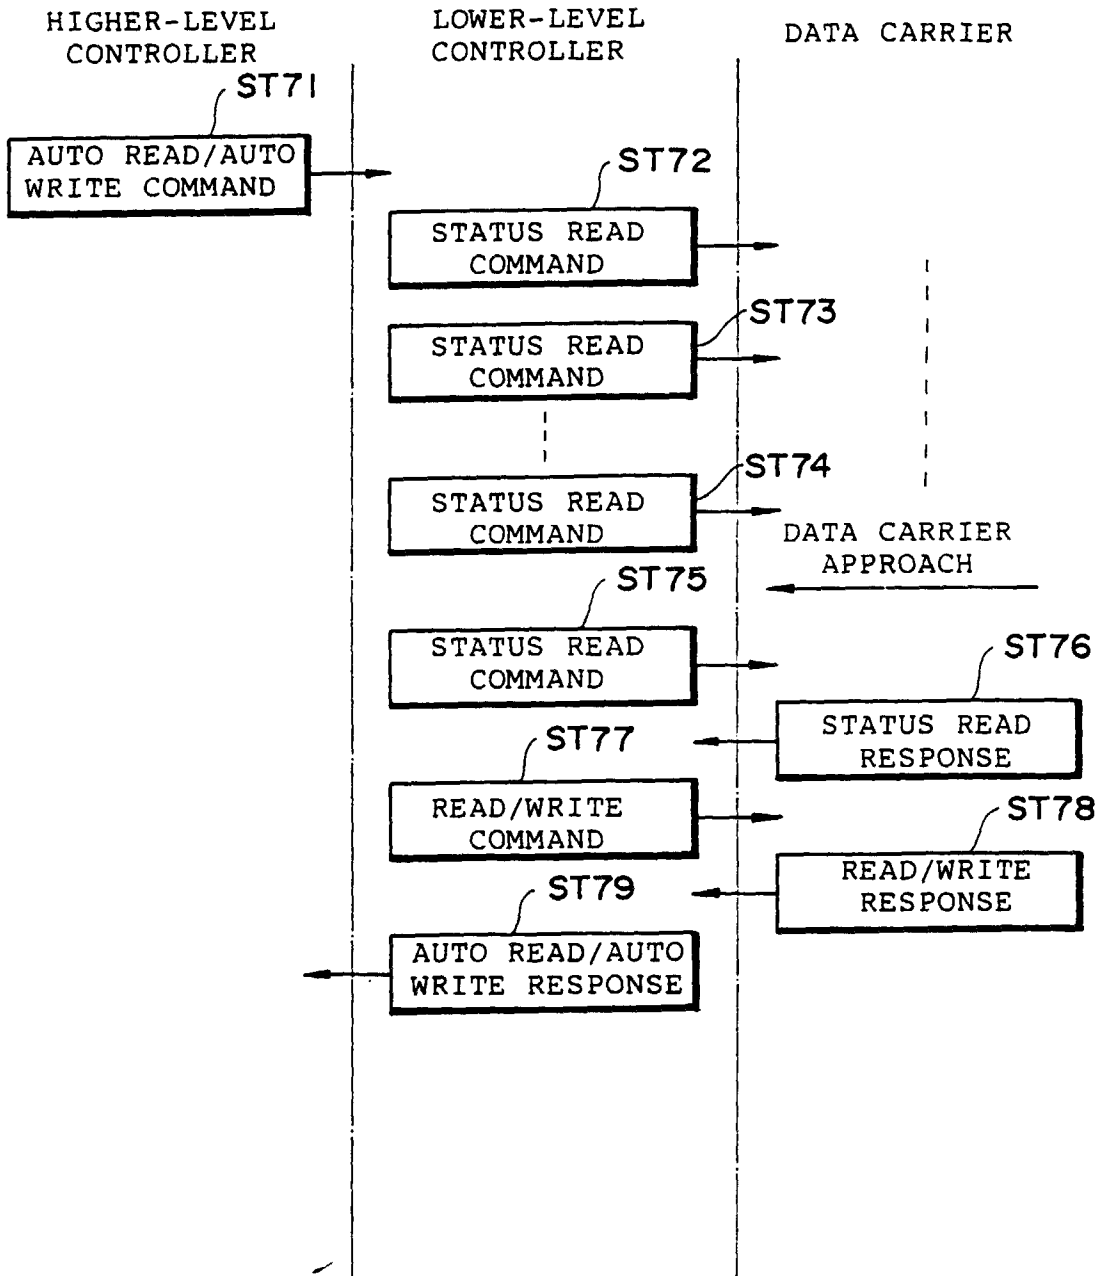 HIGHER-LEVEL
CONTROLLER
LOWER-LEVEL
CONTROLLER
DATA CARRIER
ST71
AUTO READ/AUTO
WRITE COMMAND
ST72
STATUS READ
COMMAND
ST73
STATUS READ
COMMAND
ST74
STATUS READ
COMMAND
DATA CARRIER
APPROACH
ST75
STATUS READ
COMMAND
ST76
STATUS READ
RESPONSE
ST77
READ/WRITE
COMMAND
ST78
READ/WRITE
RESPONSE
ST79
AUTO READ/AUTO
WRITE RESPONSE